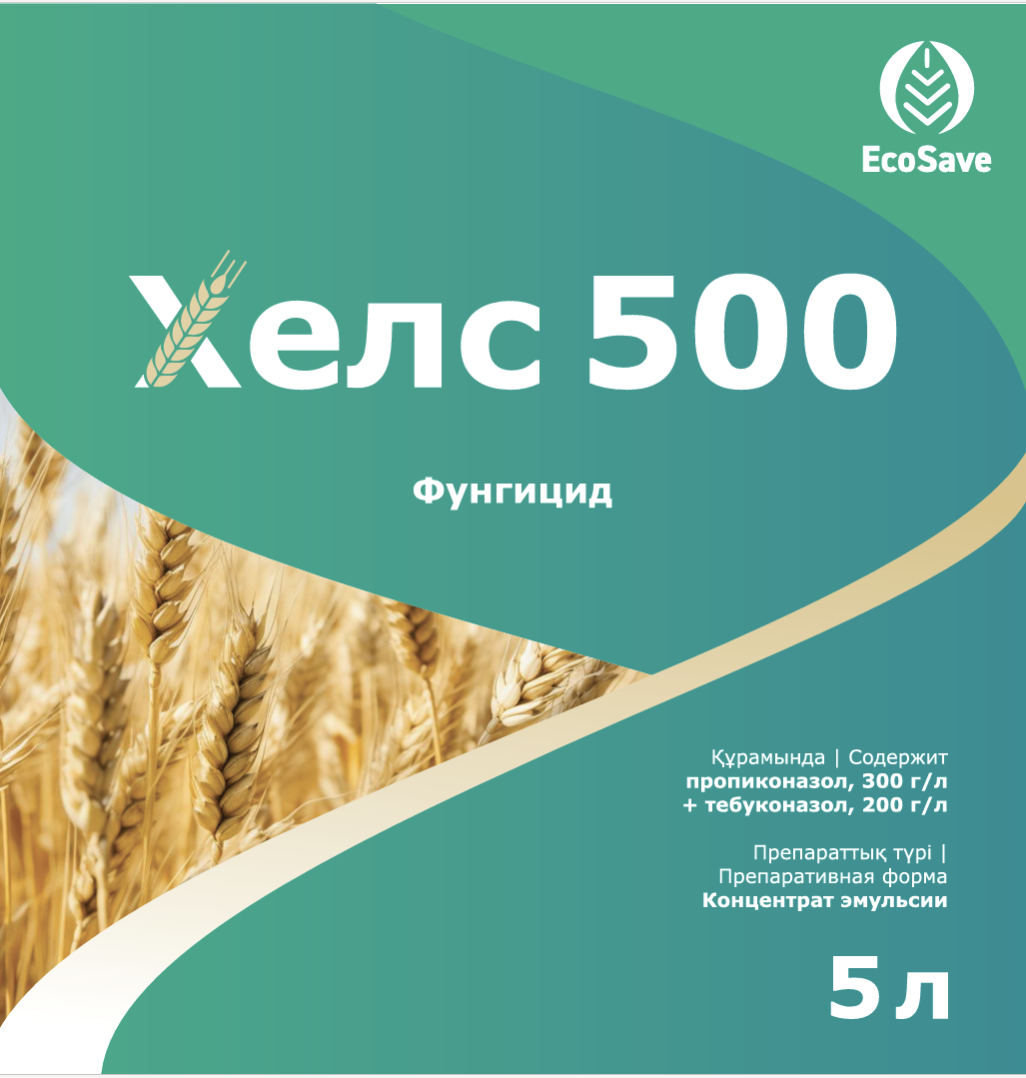 EcoSave
Хелс 500
Фунгицид
Құрамында | Содержит
пропиконазол, 300 г/л
+ тебуконазол, 200 г/л
Препараттық түрі |
Препаративная форма
Концентрат эмульсии
5 л